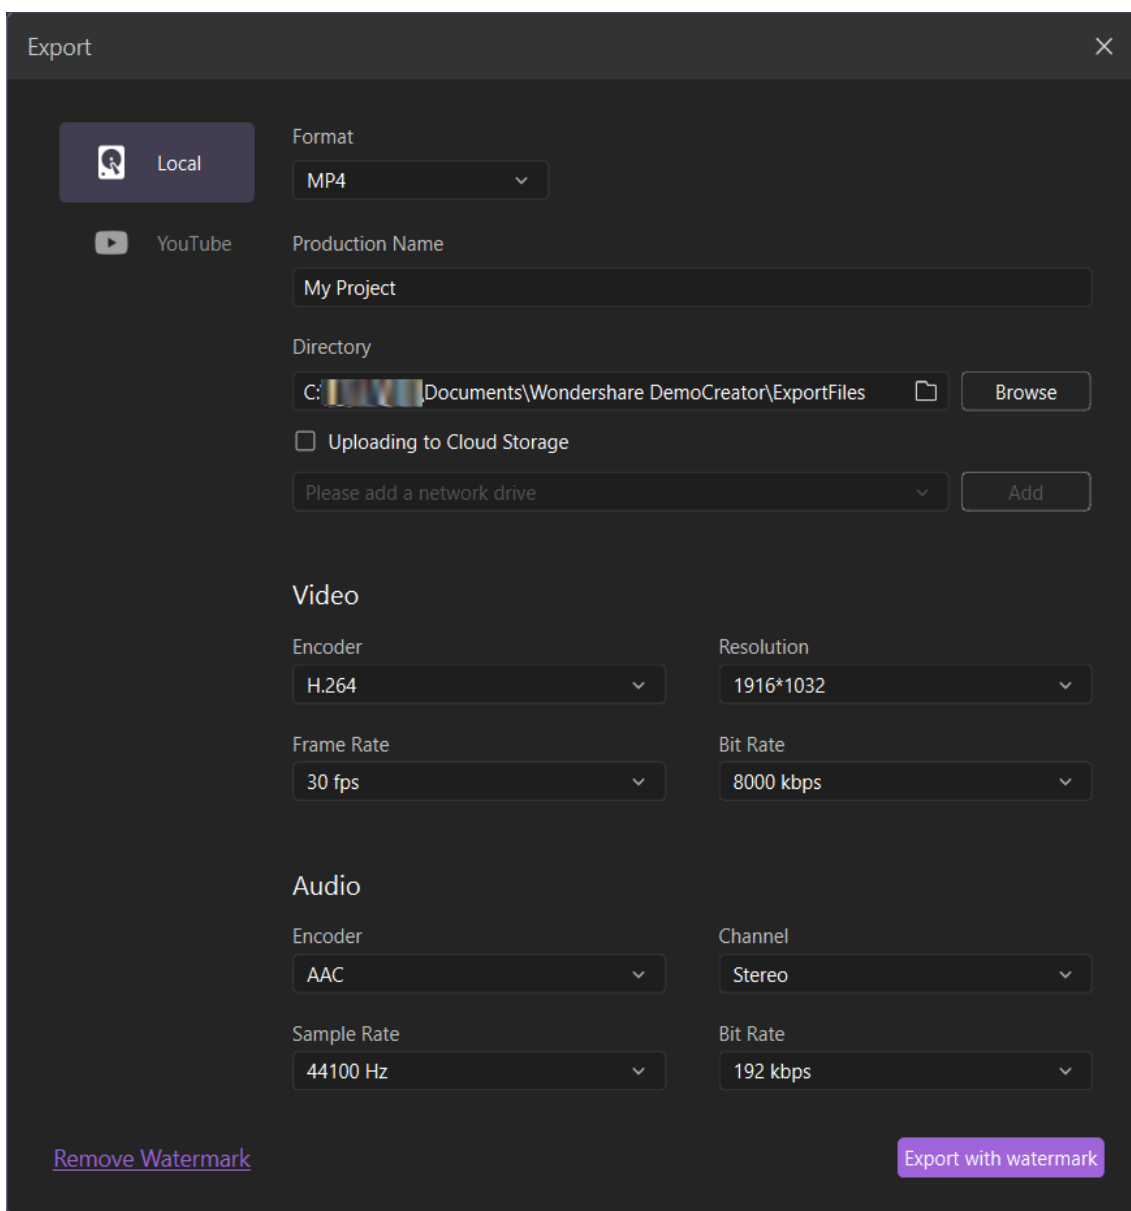 Export
Local
YouTube
Format
MP4
Production Name
My Project
Directory
C:\Documents\Wondershare DemoCreator\ExportFiles
Browse
Uploading to Cloud Storage
Please add a network drive
Add
Video
Encoder
Resolution
H.264
1916*1032
Frame Rate
Bit Rate
30 fps
8000 kbps
Audio
Encoder
Channel
AAC
Stereo
Sample Rate
Bit Rate
44100 Hz
192 kbps
Remove Watermark
Export with watermark